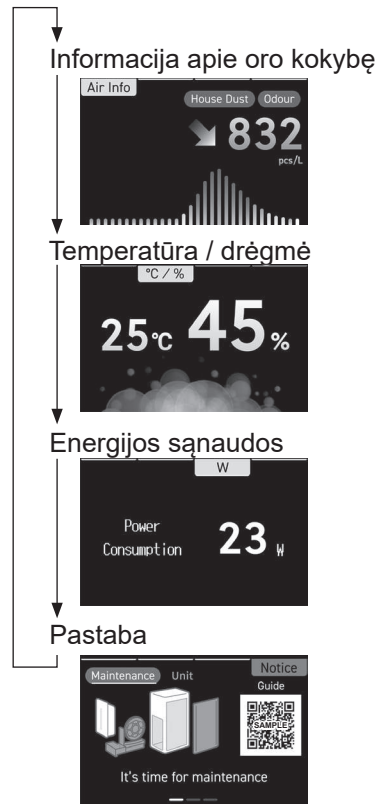 Informacija apie oro kokybę
Air Info
House Dust Odour
832
pcs/L
Temperatūra / drėgmė
°C / %
25°C 45%
Energijos sąnaudos
W
Power
Consumption
23 W
Pastaba
Notice
Maintenance Unit
Guide
SAMPLE
It's time for maintenance